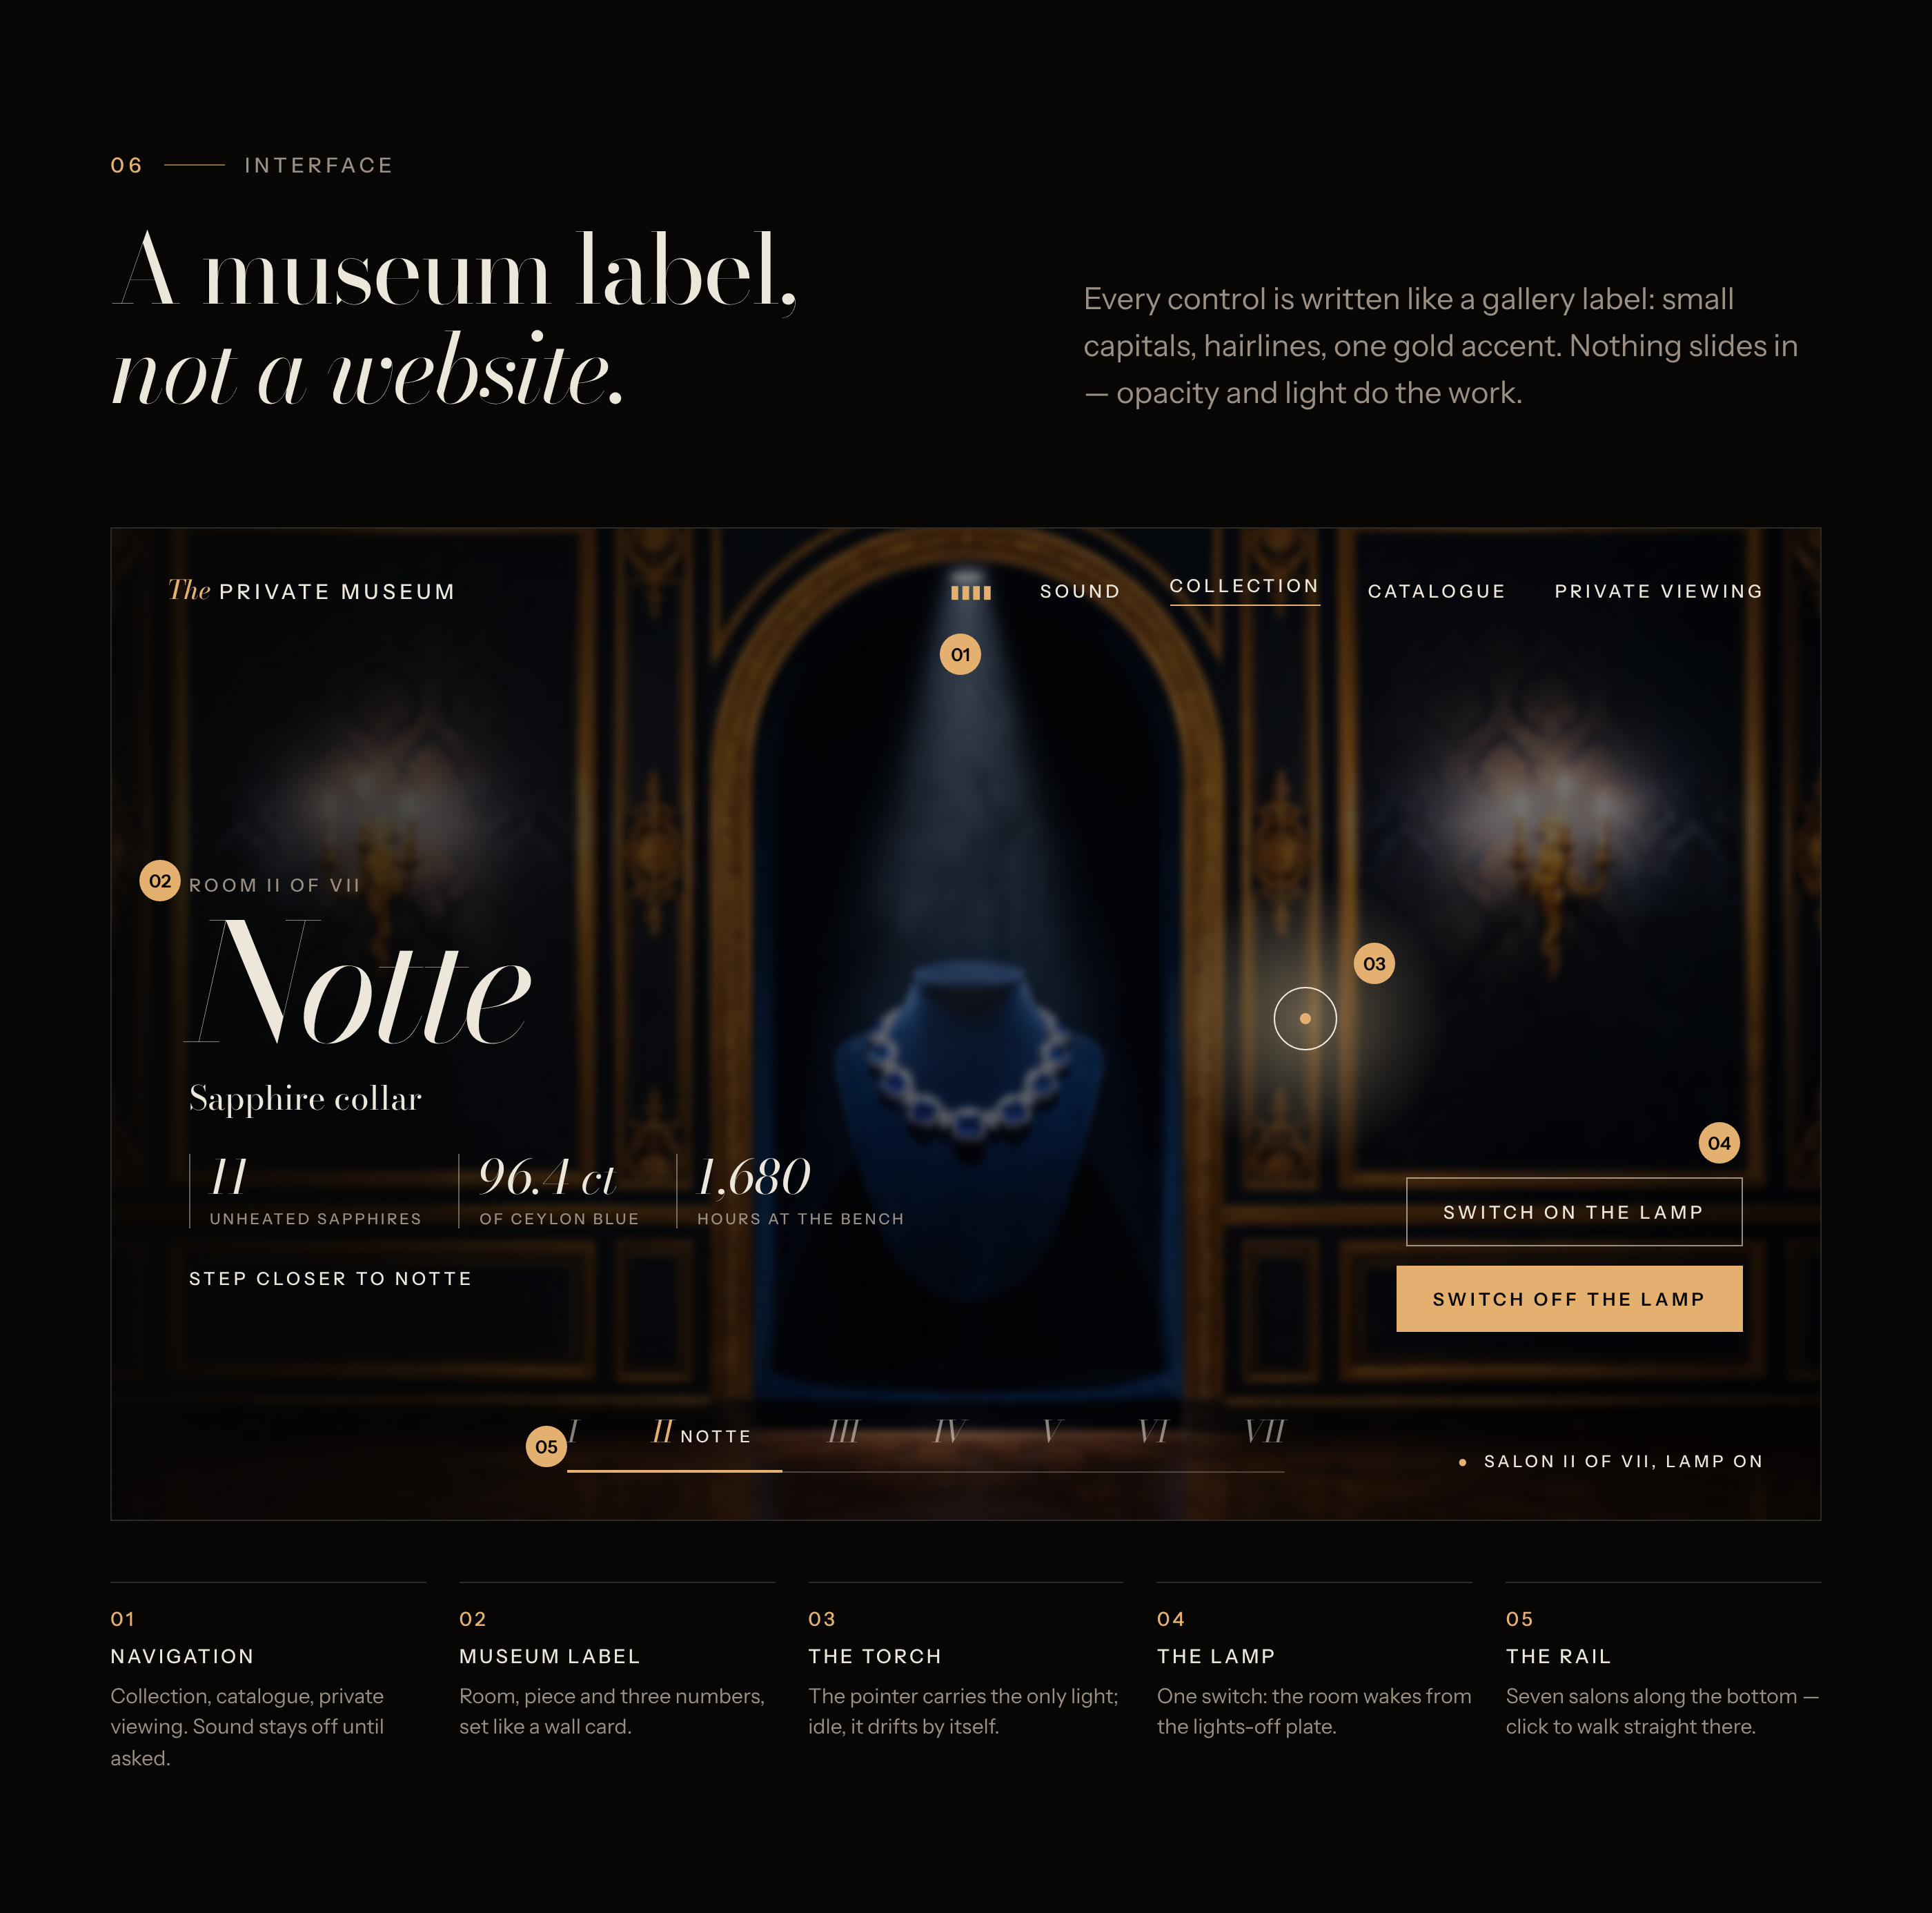 06 INTERFACE
A museum label,
not a website.
Every control is written like a gallery label: small
capitals, hairlines, one gold accent. Nothing slides in
— opacity and light do the work.
The PRIVATE MUSEUM
SOUND COLLECTION CATALOGUE PRIVATE VIEWING
01
02 ROOM II OF VII
Notte
03
Sapphire collar
04
11 96.4 ct 1,680
UNHEATED SAPPHIRES OF CEYLON BLUE HOURS AT THE BENCH
SWITCH ON THE LAMP
STEP CLOSER TO NOTTE
SWITCH OFF THE LAMP
05 I II NOTTE III IV V VI VII
SALON II OF VII, LAMP ON
01
NAVIGATION
Collection, catalogue, private
viewing. Sound stays off until
asked.
02
MUSEUM LABEL
Room, piece and three numbers,
set like a wall card.
03
THE TORCH
The pointer carries the only light;
idle, it drifts by itself.
04
THE LAMP
One switch: the room wakes from
the lights-off plate.
05
THE RAIL
Seven salons along the bottom —
click to walk straight there.